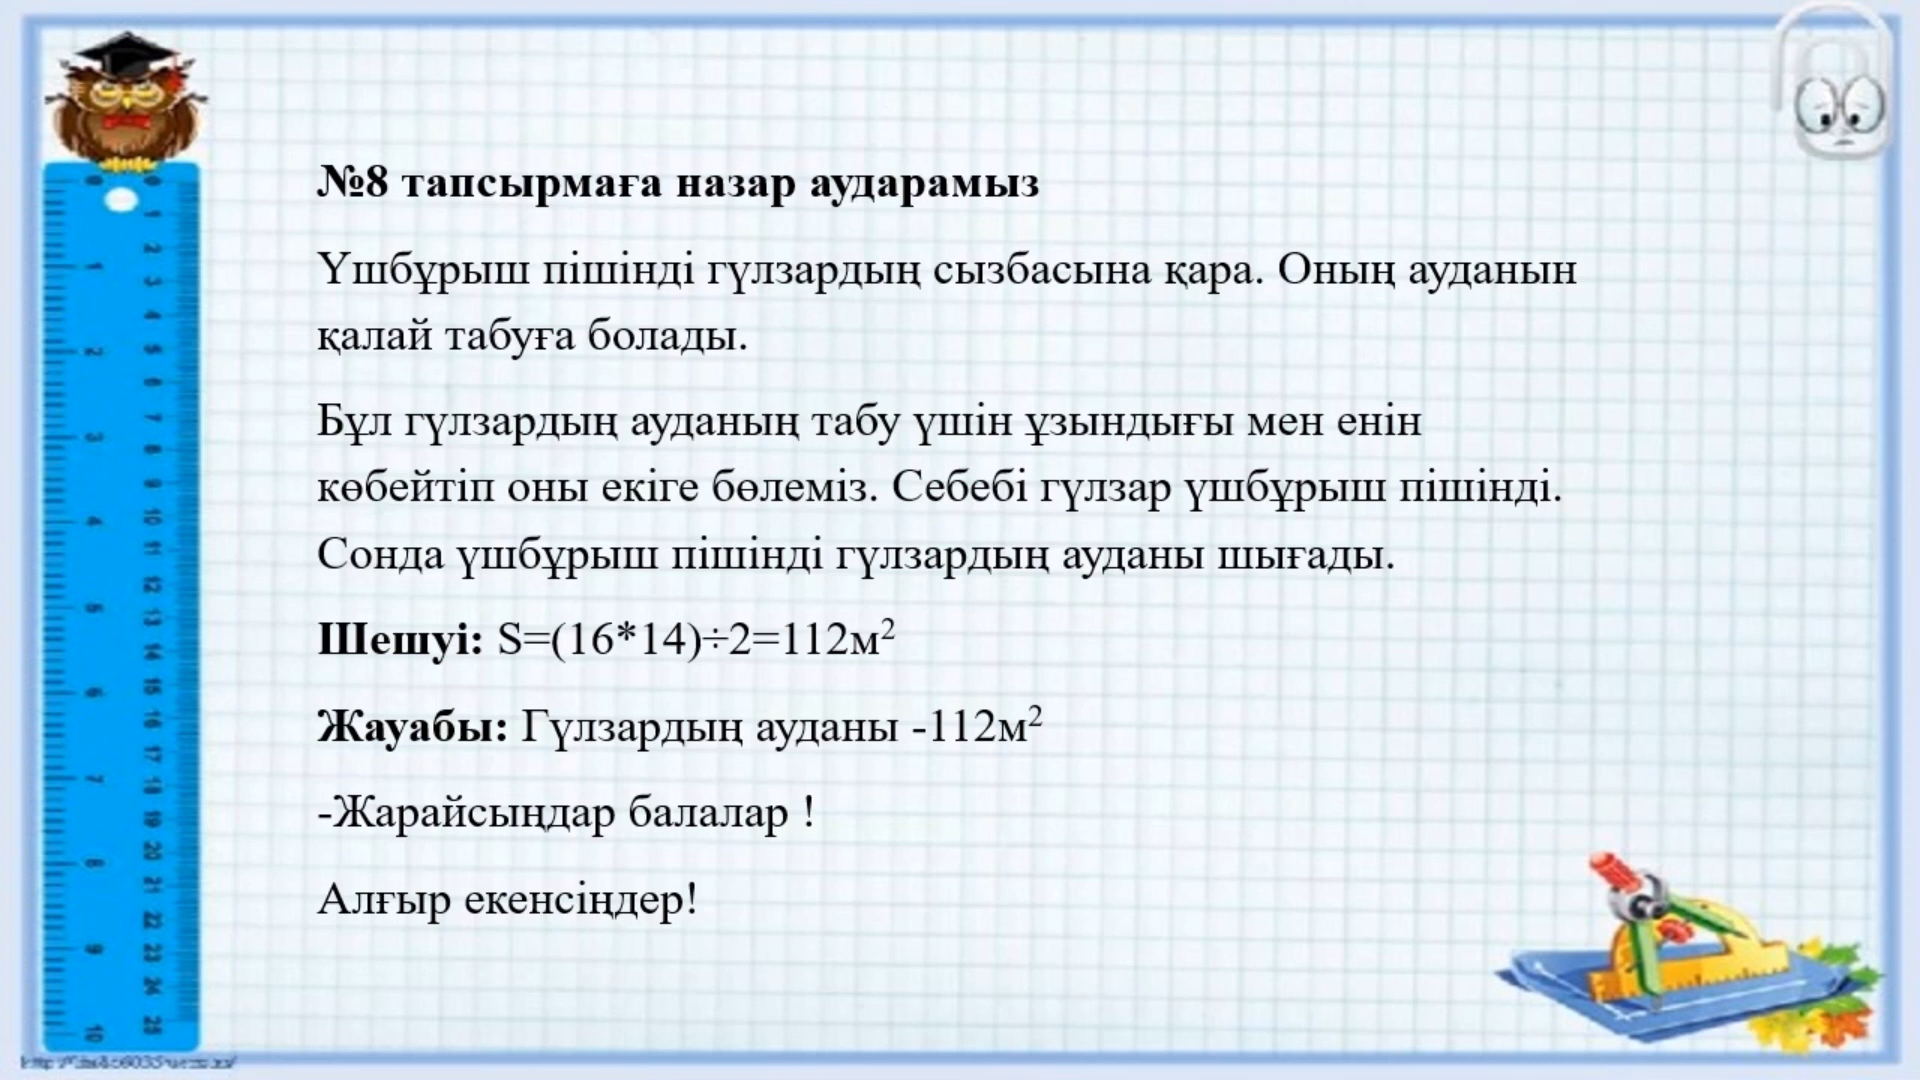 №8 тапсырмаға назар аударамыз
Үшбұрыш пішінді гүлзардың сызбасына қара. Оның ауданын
қалай табуға болады.
Бұл гүлзардың ауданың табу үшін ұзындығы мен енін
көбейтіп оны екіге бөлеміз. Себебі гүлзар үшбұрыш пішінді.
Сонда үшбұрыш пішінді гүлзардың ауданы шығады.
Шешуі: S=(16*14)÷2=112м²
Жауабы: Гүлзардың ауданы -112м²
-Жарайсыңдар балалар !
Алғыр екенсіңдер!